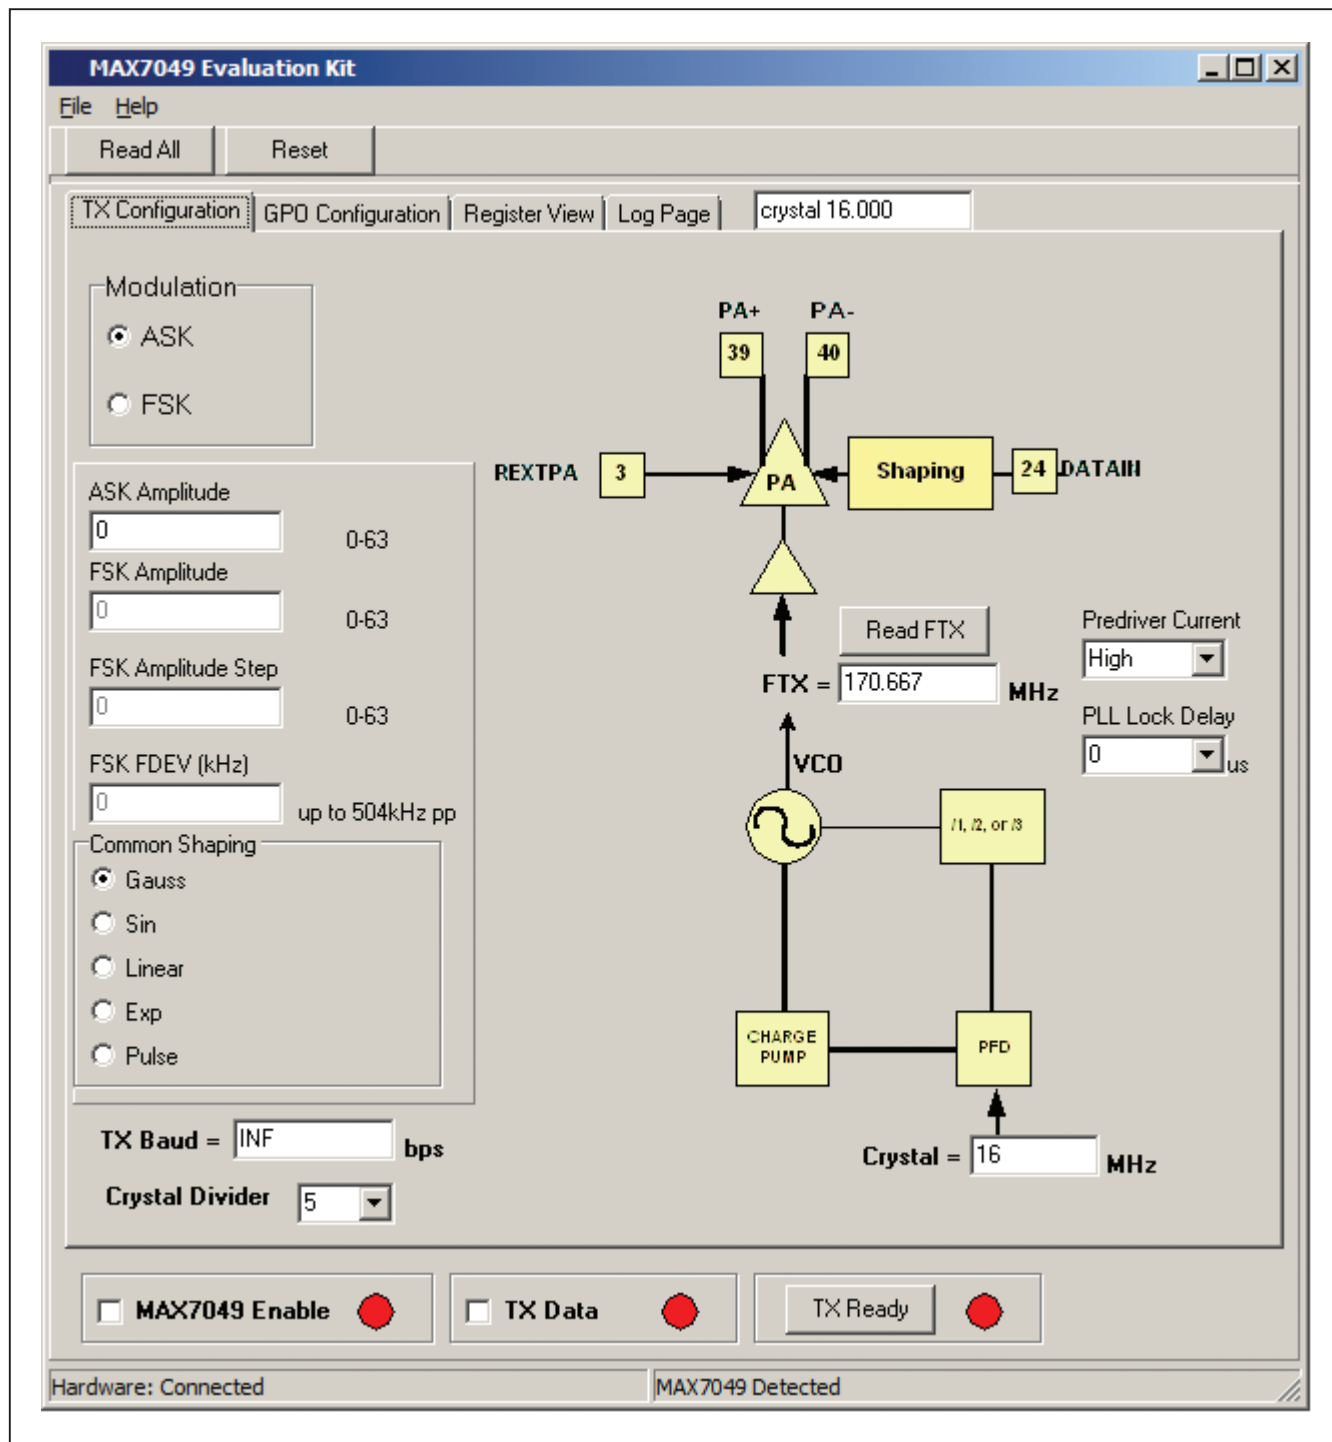 MAX7049 Evaluation Kit
File Help
Read All Reset
TX Configuration GPO Configuration Register View Log Page crystal 16.000
Modulation
ASK
FSK
PA+ PA-
39 40
REXTPA 3 PA Shaping 24 DATAIN
ASK Amplitude
0 0-63
FSK Amplitude
0 0-63
FSK Amplitude Step
0 0-63
FSK FDEV (kHz)
0 up to 504kHz pp
Read FTX
FTX = 170.667 MHz
Predriver Current
High
PLL Lock Delay
0 us
VCO
/1, /2, or /3
CHARGE
PUMP
PFD
Crystal = 16 MHz
Common Shaping
Gauss
Sin
Linear
Exp
Pulse
TX Baud = INF bps
Crystal Divider 5
MAX7049 Enable TX Data TX Ready
Hardware: Connected MAX7049 Detected